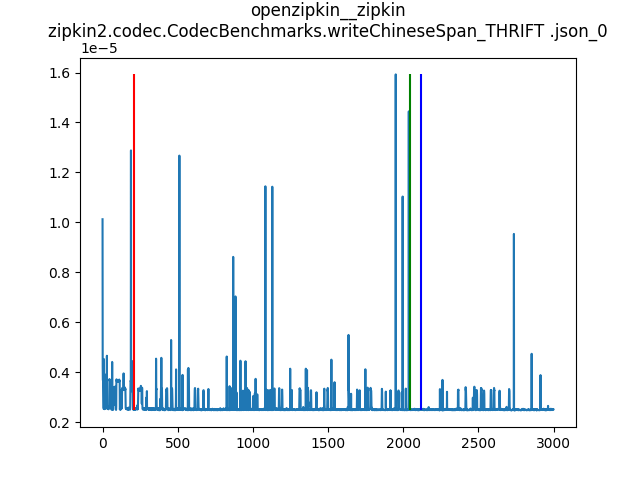 openzipkin__zipkin
zipkin2.codec.CodecBenchmarks.writeChineseSpan_THRIFT .json_0
1e−5
1.6
1.4
1.2
1.0
0.8
0.6
0.4
0.2
0 500 1000 1500 2000 2500 3000